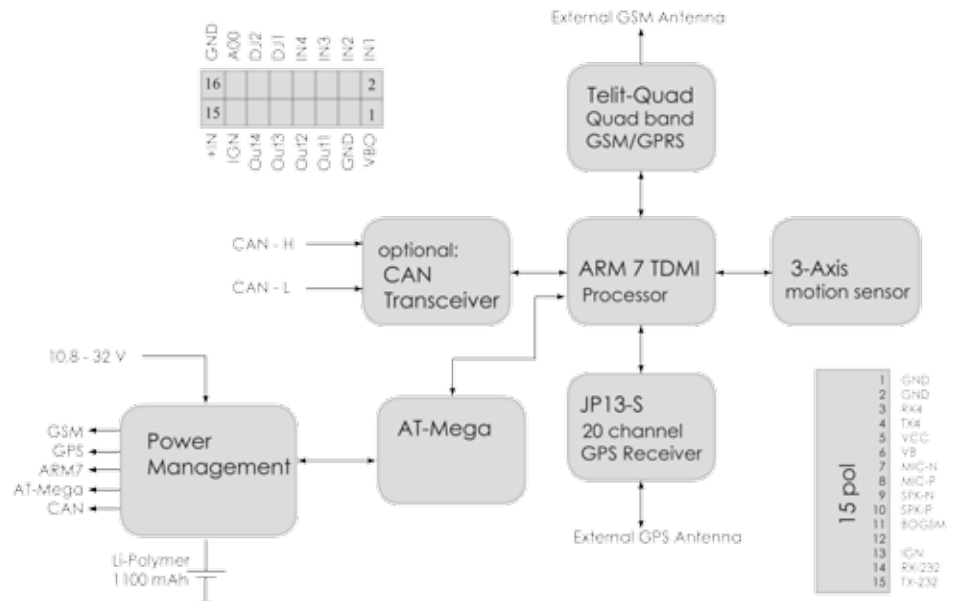 External GSM Antenna
GND
A00
DJ2
DJ1
IN4
IN3
IN2
IN1
16
2
15
1
+IN
IGN
Out4
Out3
Out2
Out1
GND
VBO
Telit-Quad
Quad band
GSM/GPRS
CAN - H
CAN - L
optional:
CAN
Transceiver
ARM 7 TDMI
Processor
3-Axis
motion sensor
10,8 - 32 V
Power
Management
GSM
GPS
ARM7
AT-Mega
CAN
Li-Polymer
1100 mAh
AT-Mega
JP13-S
20 channel
GPS Receiver
External GPS Antenna
15 pol
1 GND
2 GND
3 RX4
4 TX4
5 VCC
6 VB
7 MIC-N
8 MIC-P
9 SPK-N
10 SPK-P
11 BOGSM
12
13 IGN
14 RX-232
15 TX-232